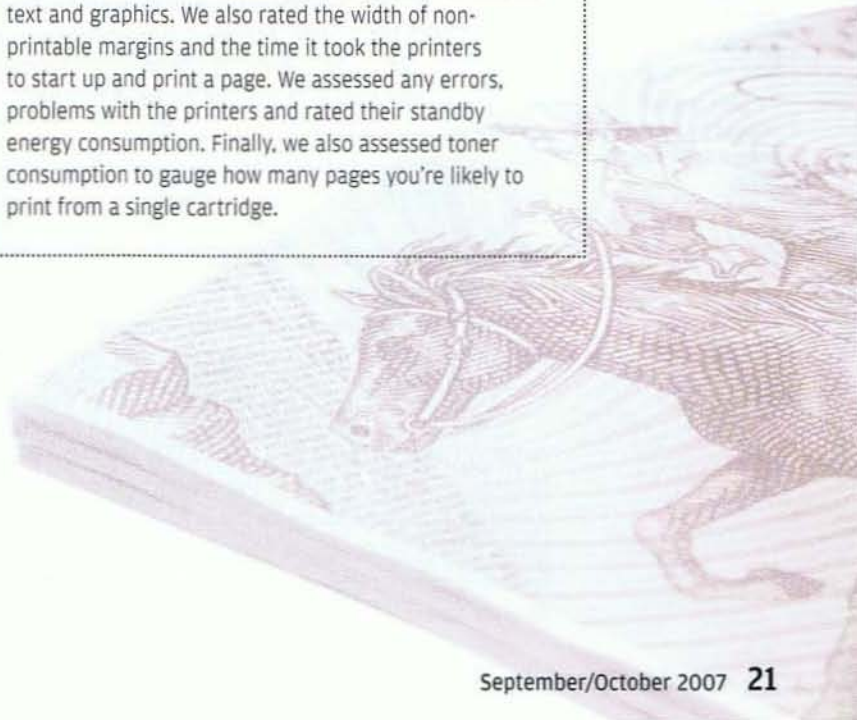 text and graphics. We also rated the width of non-
printable margins and the time it took the printers
to start up and print a page. We assessed any errors,
problems with the printers and rated their standby
energy consumption. Finally, we also assessed toner
consumption to gauge how many pages you're likely to
print from a single cartridge.
September/October 2007 21